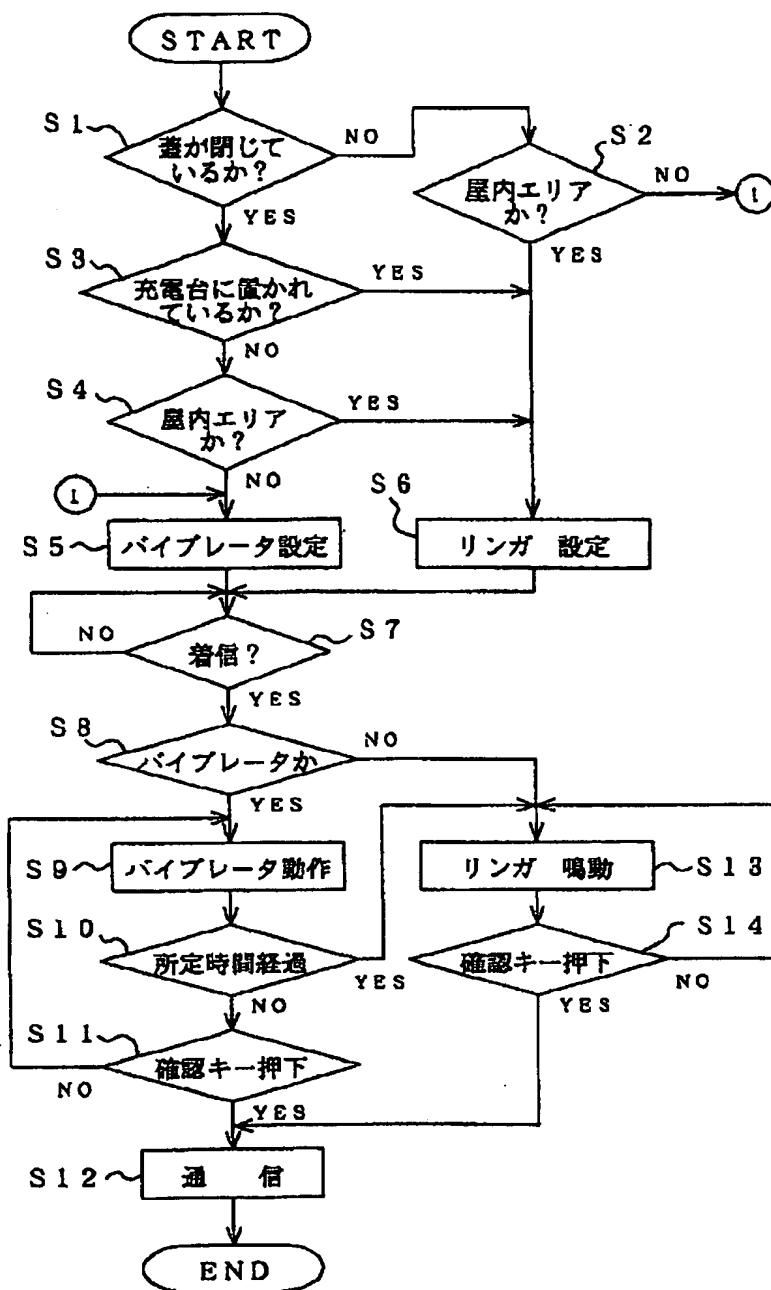 START
S1
蓋が閉じて
いるか?
NO
YES
S2
屋内エリア
か?
NO
1
YES
S3
充電台に置かれ
ているか?
YES
NO
S4
屋内エリア
か?
YES
NO
1
S5
バイブレータ設定
S6
リンガ 設定
S7
着信?
NO
YES
S8
バイブレータか
NO
YES
S9
バイブレータ動作
リンガ 鳴動
S13
S10
所定時間経過
YES
NO
S14
確認キー押下
NO
YES
S11
確認キー押下
NO
YES
S12
通 信
END